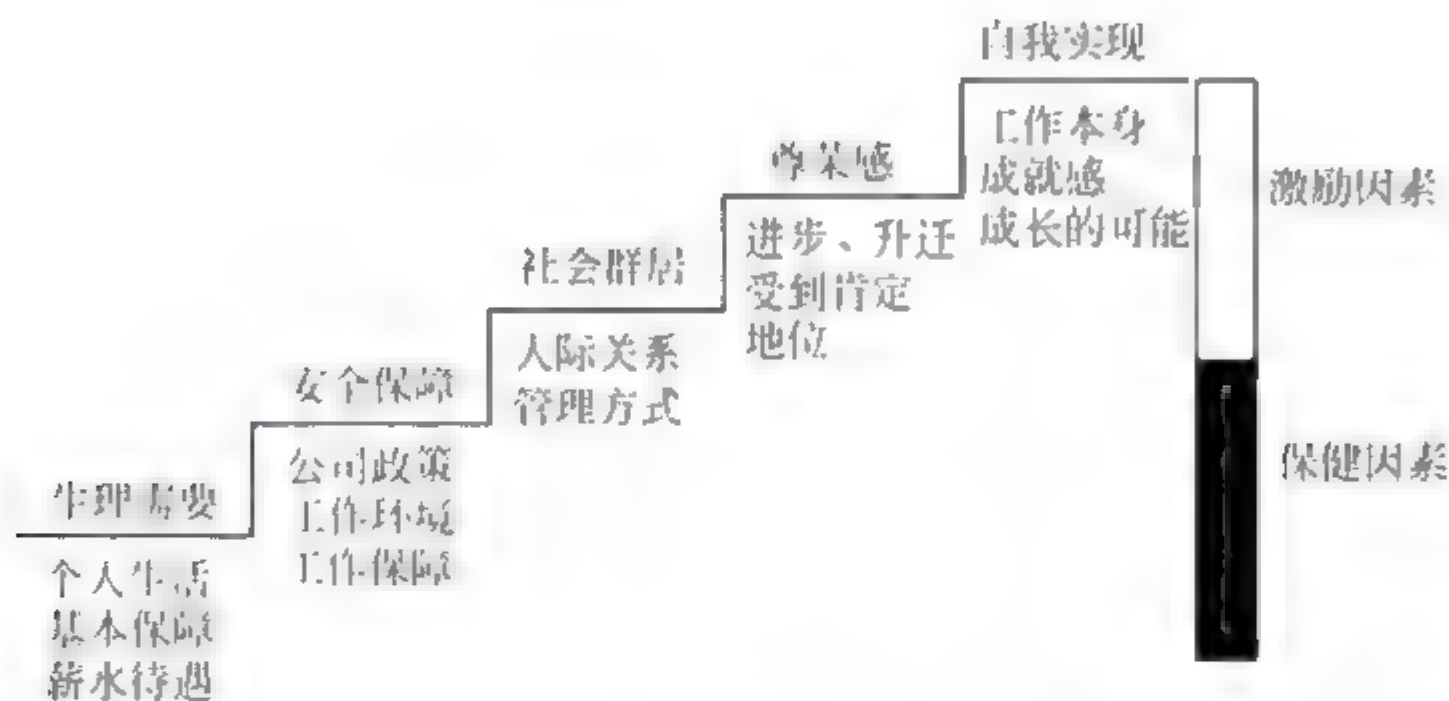 自我实现
工作本身
成就感
成长的可能
尊荣感
进步、升迁
受到肯定
地位
激励因素
社会群居
人际关系
管理方式
安全保障
公司政策
工作环境
工作保障
保健因素
生理需要
个人生活
基本保障
薪水待遇